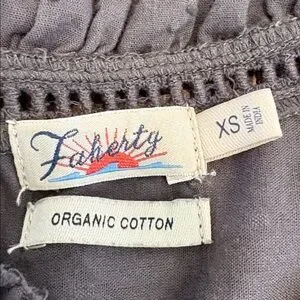 Faherty
XS
MADE IN
INDIA
ORGANIC COTTON